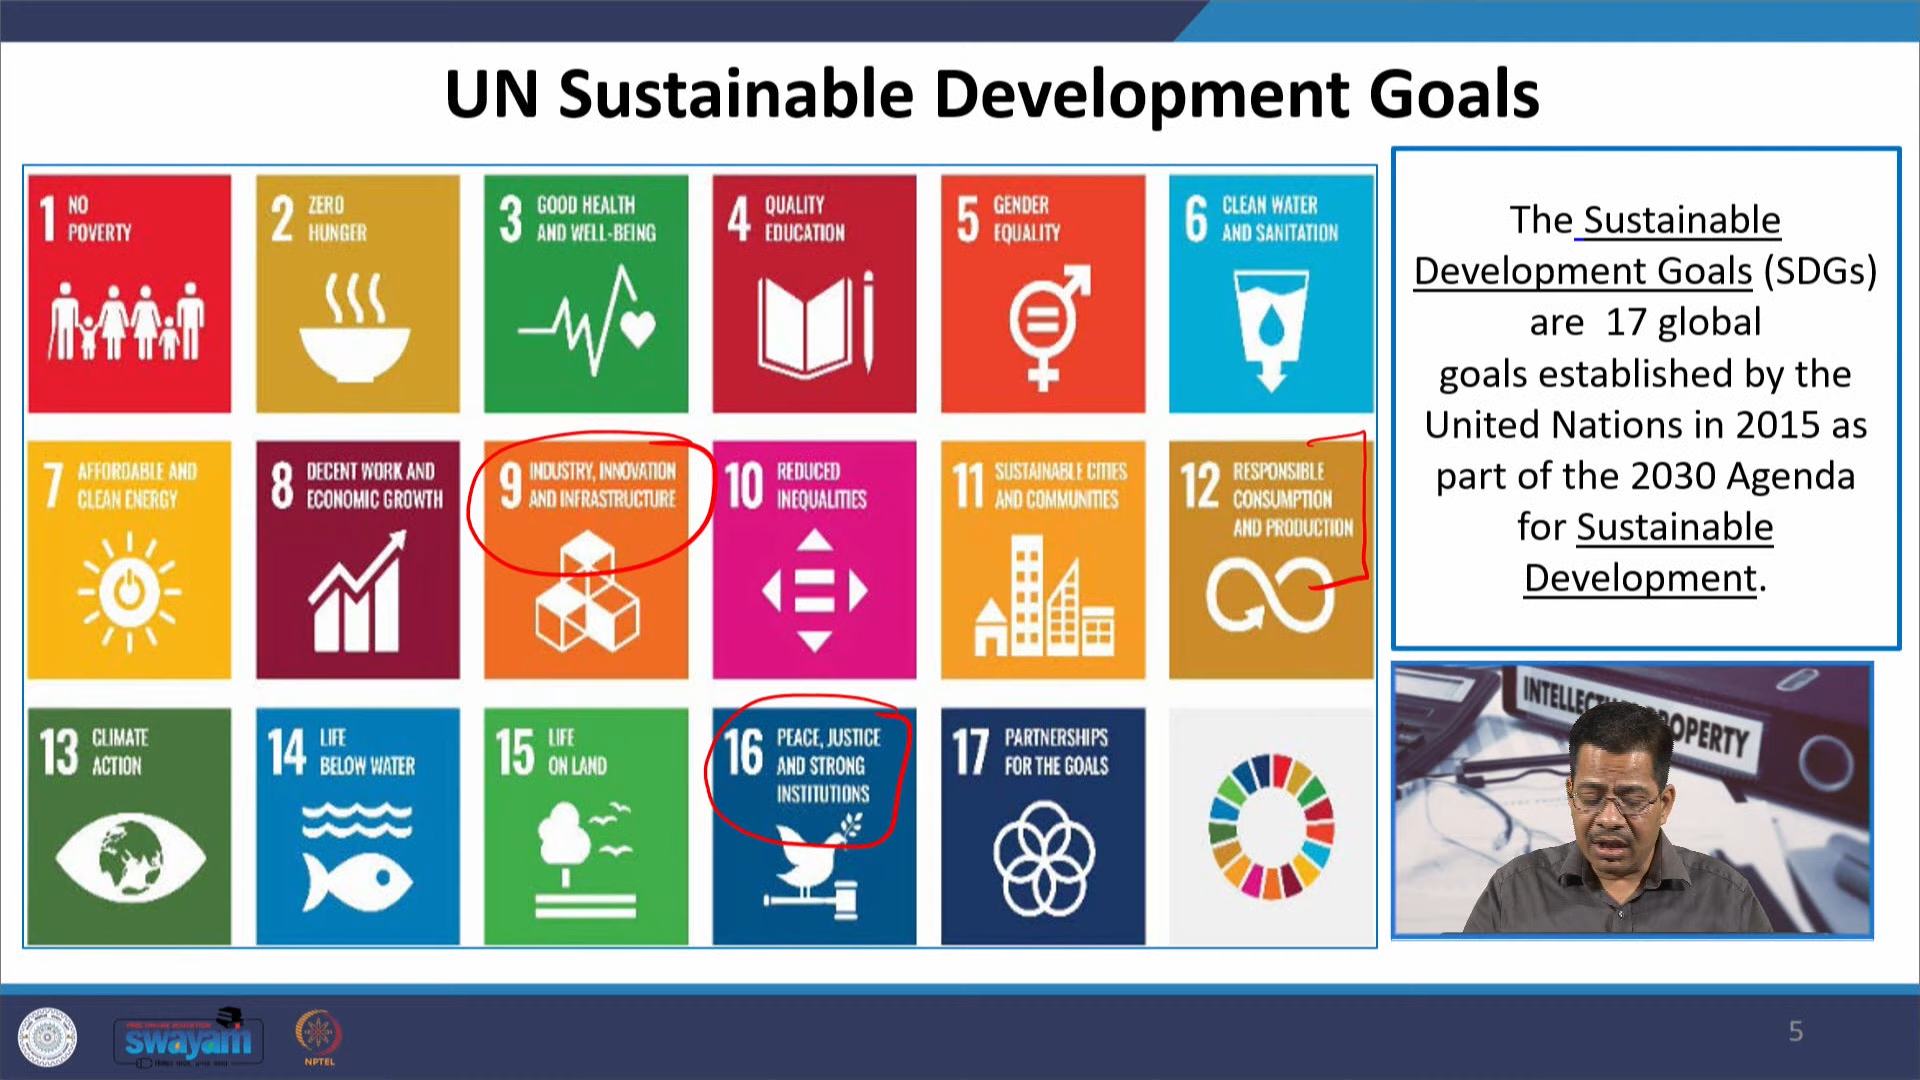 UN Sustainable Development Goals
1 NO
POVERTY
2 ZERO
HUNGER
3 GOOD HEALTH
AND WELL-BEING
4 QUALITY
EDUCATION
5 GENDER
EQUALITY
6 CLEAN WATER
AND SANITATION
7 AFFORDABLE AND
CLEAN ENERGY
8 DECENT WORK AND
ECONOMIC GROWTH
9 INDUSTRY, INNOVATION
AND INFRASTRUCTURE
10 REDUCED
INEQUALITIES
11 SUSTAINABLE CITIES
AND COMMUNITIES
12 RESPONSIBLE
CONSUMPTION
AND PRODUCTION
13 CLIMATE
ACTION
14 LIFE
BELOW WATER
15 LIFE
ON LAND
16 PEACE, JUSTICE
AND STRONG
INSTITUTIONS
17 PARTNERSHIPS
FOR THE GOALS
The Sustainable
Development Goals (SDGs)
are 17 global
goals established by the
United Nations in 2015 as
part of the 2030 Agenda
for Sustainable
Development.
PROPERTY
swayam
NPTEL
5